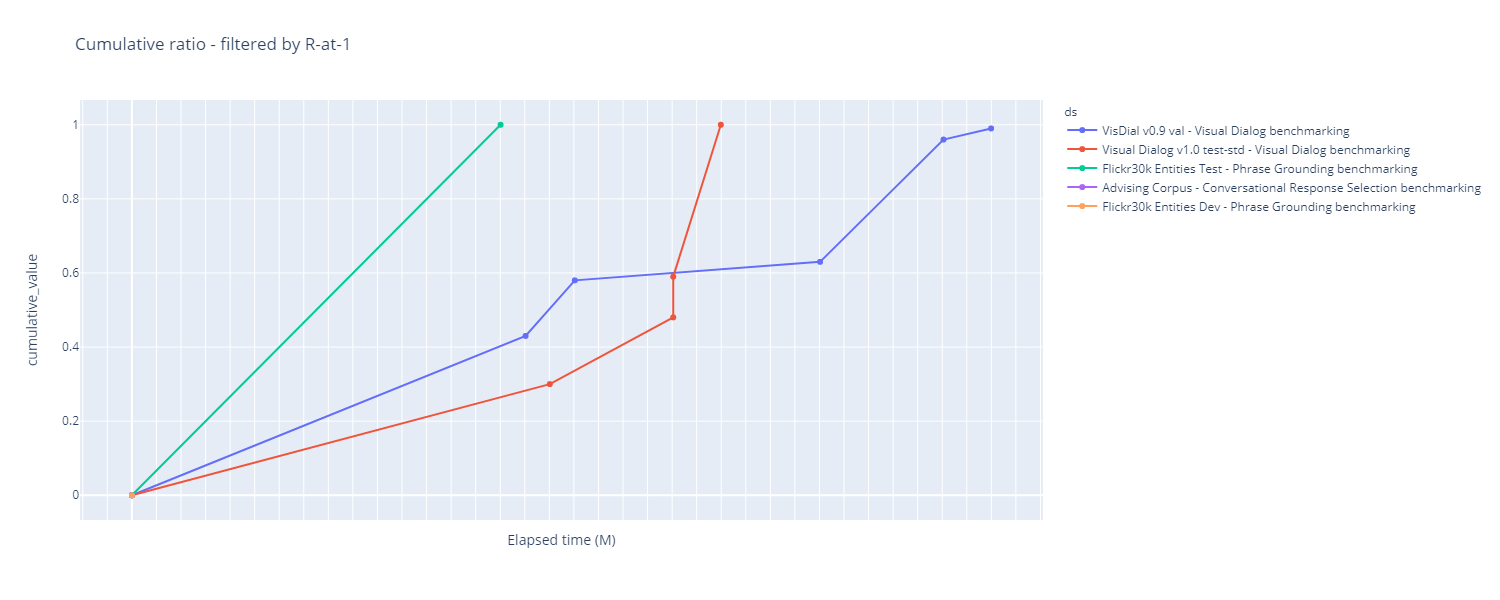 Cumulative ratio - filtered by R-at-1
ds
VisDial v0.9 val - Visual Dialog benchmarking
Visual Dialog v1.0 test-std - Visual Dialog benchmarking
Flickr30k Entities Test - Phrase Grounding benchmarking
Advising Corpus - Conversational Response Selection benchmarking
Flickr30k Entities Dev - Phrase Grounding benchmarking
1
0.8
0.6
0.4
0.2
0
cumulative_value
Elapsed time (M)